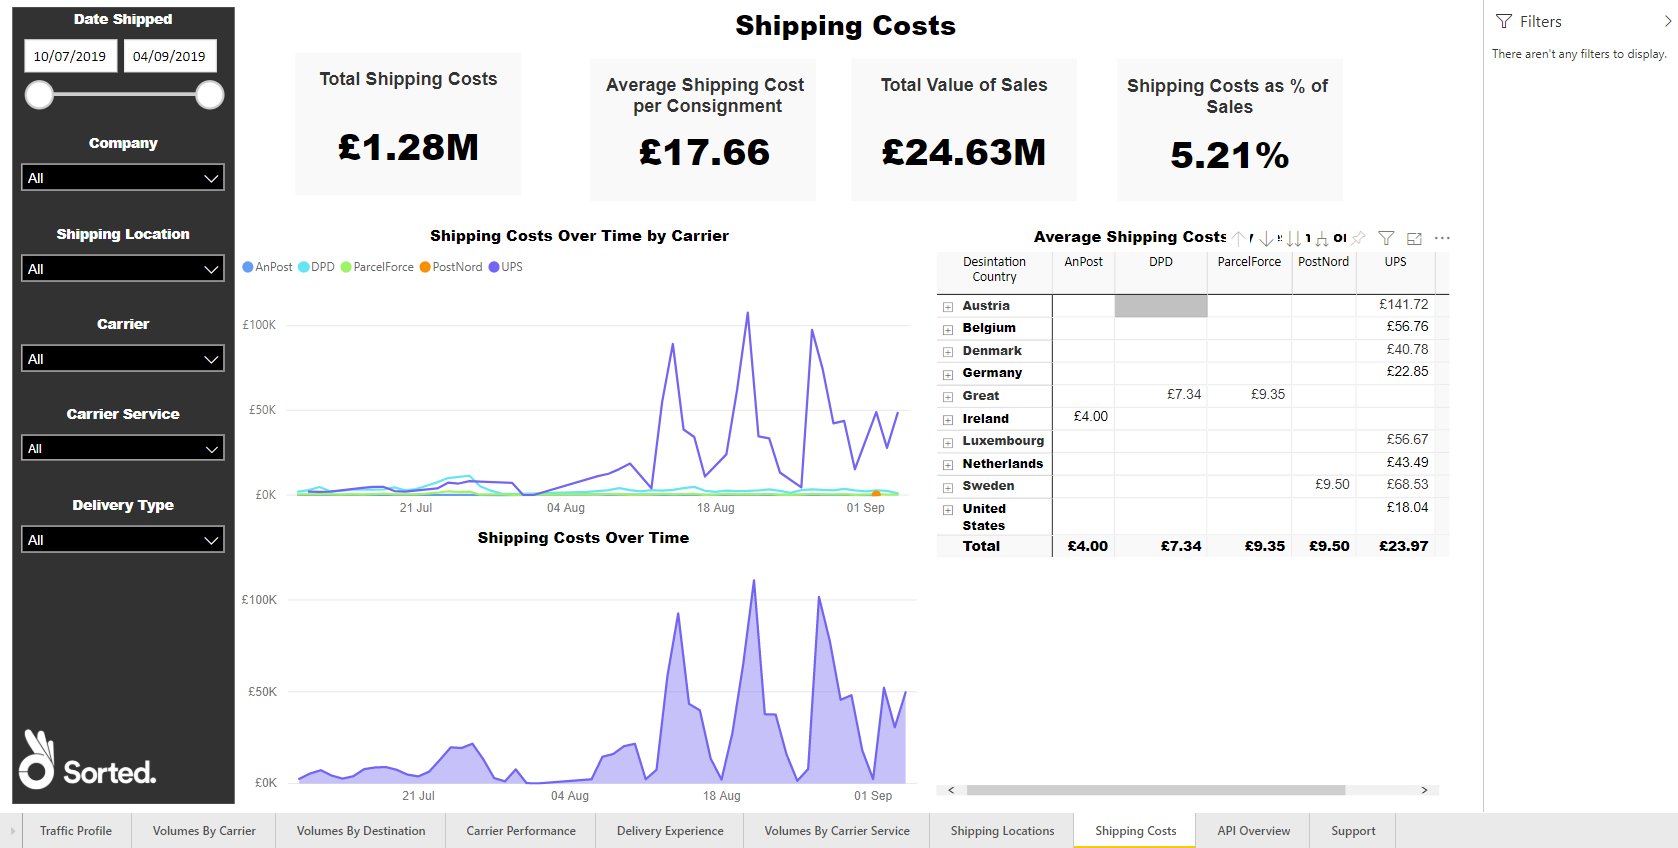 Date Shipped
10/07/2019 04/09/2019
Company
All
Shipping Location
All
Carrier
All
Carrier Service
All
Delivery Type
All
Sorted.
Shipping Costs
Total Shipping Costs
£1.28M
Average Shipping Cost
per Consignment
£17.66
Total Value of Sales
£24.63M
Shipping Costs as % of
Sales
5.21%
Shipping Costs Over Time by Carrier
AnPost DPD ParcelForce PostNord UPS
£100K
£50K
£0K
21 Jul 04 Aug 18 Aug 01 Sep
Shipping Costs Over Time
£100K
£50K
£0K
21 Jul 04 Aug 18 Aug 01 Sep
Average Shipping Costs
Desintation
Country
AnPost DPD ParcelForce PostNord UPS
Austria £141.72
Belgium £56.76
Denmark £40.78
Germany £22.85
Great £7.34 £9.35
Ireland £4.00
Luxembourg £56.67
Netherlands £43.49
Sweden £9.50 £68.53
United
States
£18.04
Total £4.00 £7.34 £9.35 £9.50 £23.97
Filters
There aren't any filters to display.
Traffic Profile Volumes By Carrier Volumes By Destination Carrier Performance Delivery Experience Volumes By Carrier Service Shipping Locations Shipping Costs API Overview Support